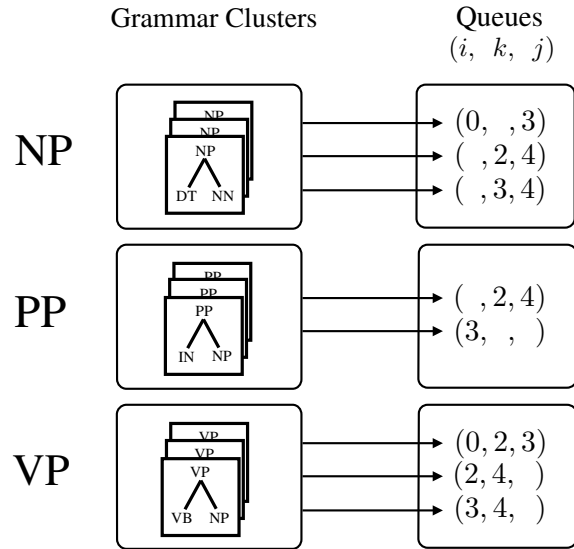 Grammar Clusters Queues
(i, k, j)
NP
NP
NP
NP
DT NN
(0, ,3)
( ,2,4)
( ,3,4)
PP
PP
PP
PP
IN NP
( ,2,4)
(3, , )
VP
VP
VP
VP
VB NP
(0,2,3)
(2,4, )
(3,4, )